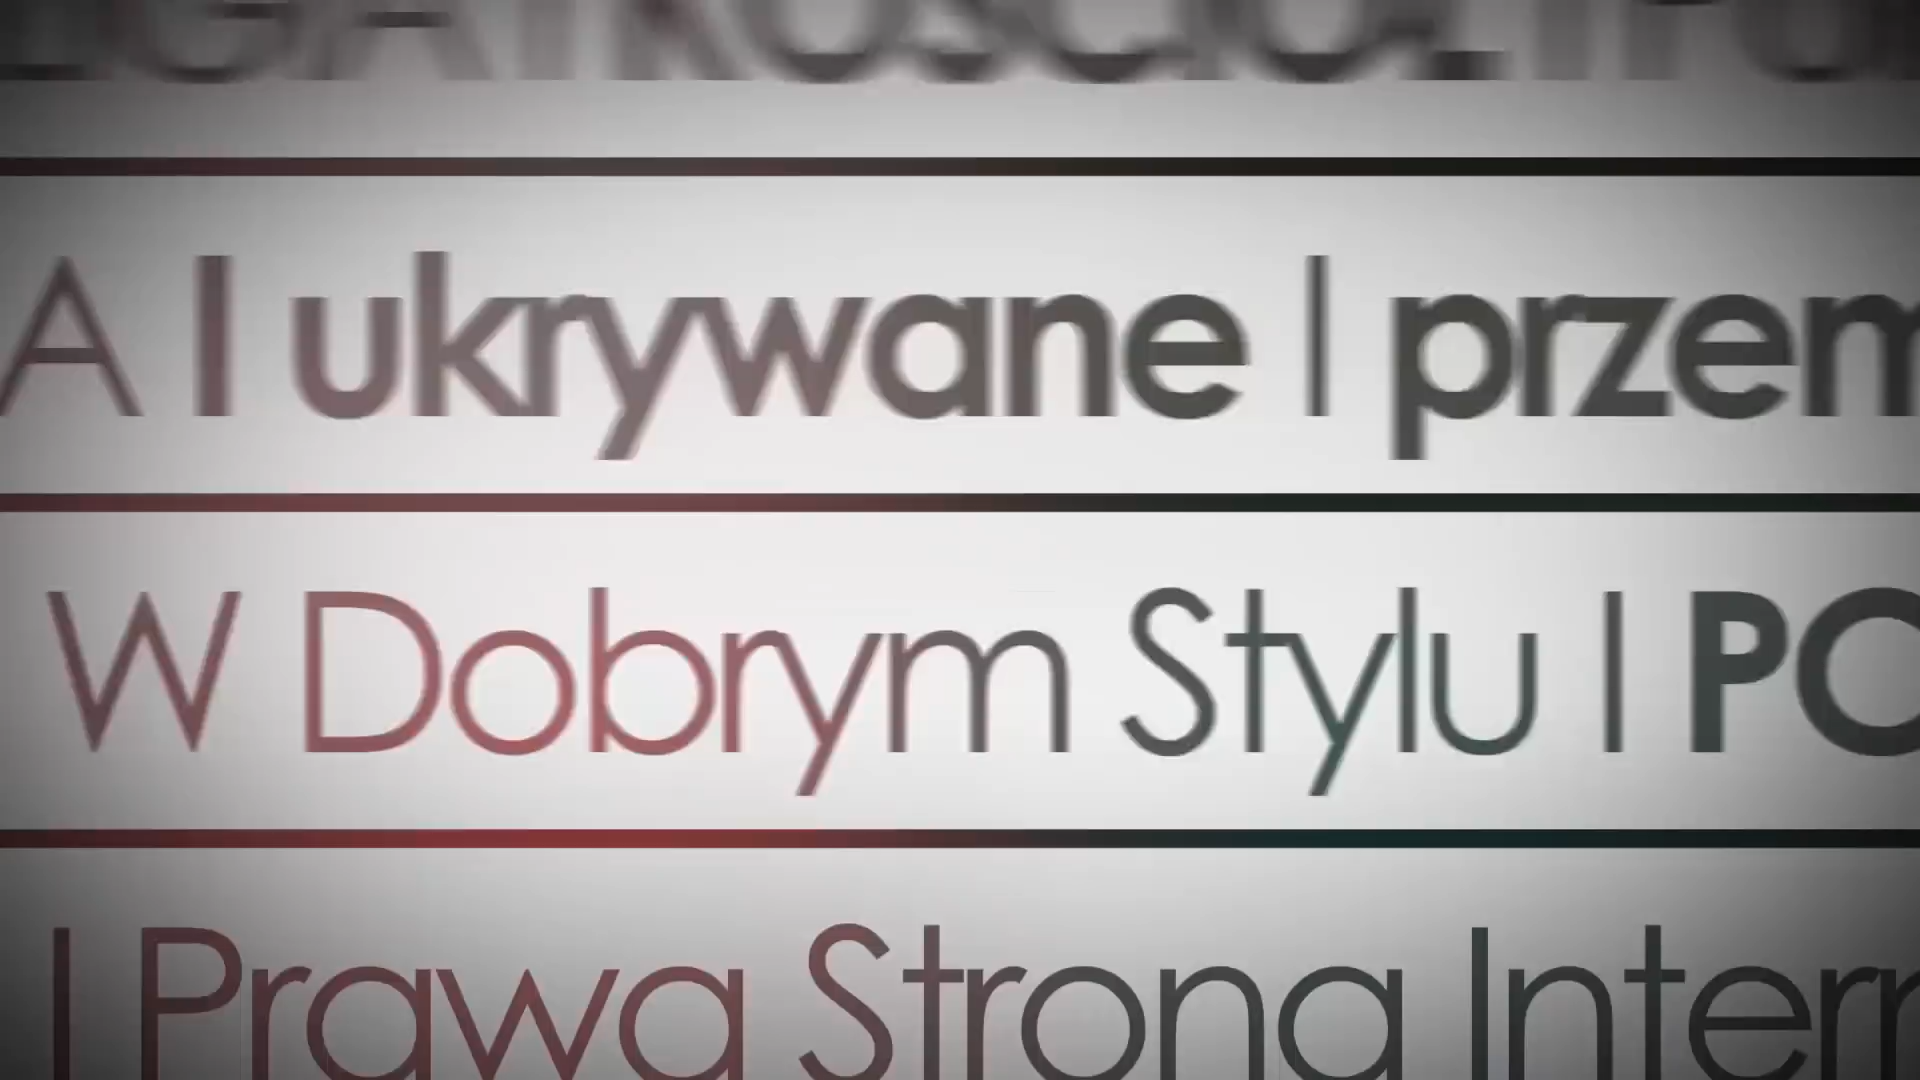 A | ukrywane | przem
W Dobrym Stylu | PO
| Prawa Strona Intern